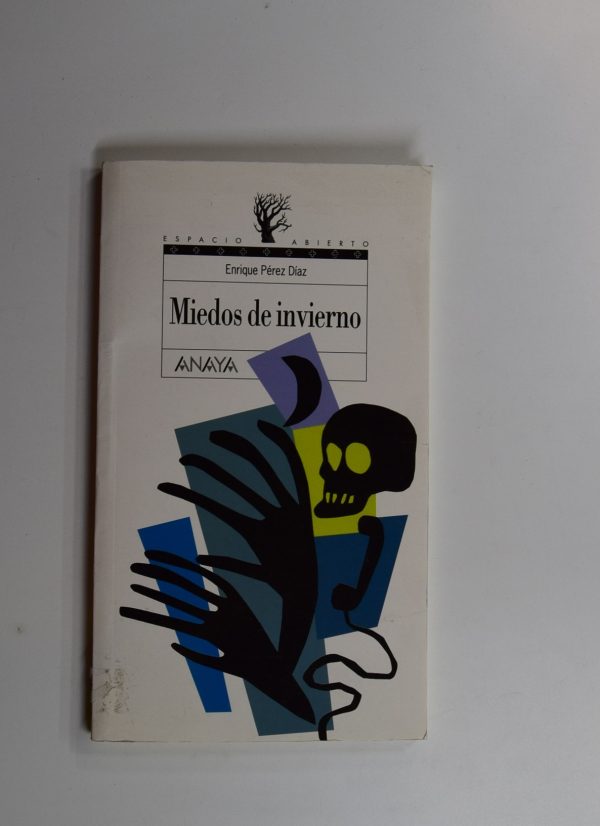 ESPACIO ABIERTO
Enrique Pérez Díaz
Miedos de invierno
ANAYA